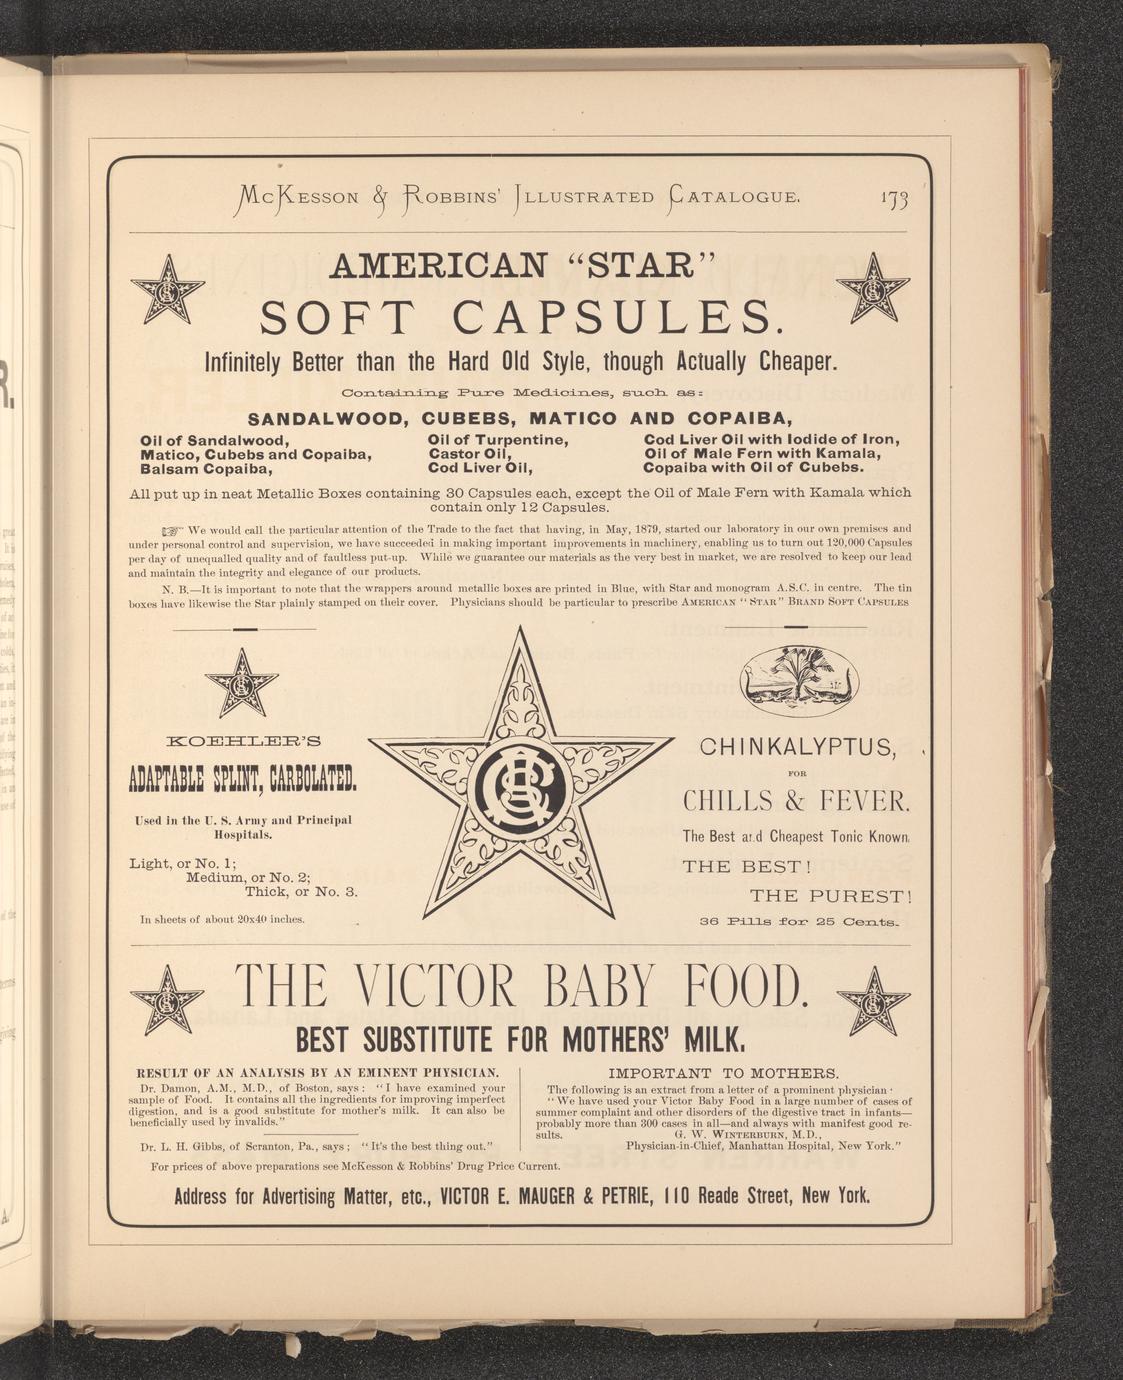 McKesson & Robbins' Illustrated Catalogue. 173
AMERICAN “STAR”
SOFT CAPSULES.
Infinitely Better than the Hard Old Style, though Actually Cheaper.
Containing Pure Medicines, such as:
SANDALWOOD, CUBEBS, MATICO AND COPAIBA,
Oil of Sandalwood,
Matico, Cubebs and Copaiba,
Balsam Copaiba,
Oil of Turpentine,
Castor Oil,
Cod Liver Oil,
Cod Liver Oil with Iodide of Iron,
Oil of Male Fern with Kamala,
Copaiba with Oil of Cubebs.
All put up in neat Metallic Boxes containing 30 Capsules each, except the Oil of Male Fern with Kamala which
contain only 12 Capsules.
☞ We would call the particular attention of the Trade to the fact that having, in May, 1879, started our laboratory in our own premises and
under personal control and supervision, we have succeeded in making important improvements in machinery, enabling us to turn out 120,000 Capsules
per day of unequalled quality and of faultless put-up. While we guarantee our materials as the very best in market, we are resolved to keep our lead
and maintain the integrity and elegance of our products.
N. B.—It is important to note that the wrappers around metallic boxes are printed in Blue, with Star and monogram A.S.C. in centre. The tin
boxes have likewise the Star plainly stamped on their cover. Physicians should be particular to prescribe American “Star” Brand Soft Capsules
KOEHLER'S
ADAPTABLE SPLINT, CARBOLATED.
Used in the U. S. Army and Principal
Hospitals.
Light, or No. 1;
Medium, or No. 2;
Thick, or No. 3.
In sheets of about 20x40 inches.
ASC
CHINKALYPTUS,
FOR
CHILLS & FEVER.
The Best and Cheapest Tonic Known.
THE BEST!
THE PUREST!
36 Pills for 25 Cents.
THE VICTOR BABY FOOD.
BEST SUBSTITUTE FOR MOTHERS' MILK.
RESULT OF AN ANALYSIS BY AN EMINENT PHYSICIAN.
Dr. Damon, A.M., M.D., of Boston, says: “I have examined your
sample of Food. It contains all the ingredients for improving imperfect
digestion, and is a good substitute for mother's milk. It can also be
beneficially used by invalids.”
Dr. L. H. Gibbs, of Scranton, Pa., says; “It's the best thing out.”
IMPORTANT TO MOTHERS.
The following is an extract from a letter of a prominent physician:
“We have used your Victor Baby Food in a large number of cases of
summer complaint and other disorders of the digestive tract in infants—
probably more than 300 cases in all—and always with manifest good re-
sults. G. W. Winterburn, M.D.,
Physician-in-Chief, Manhattan Hospital, New York.”
For prices of above preparations see McKesson & Robbins' Drug Price Current.
Address for Advertising Matter, etc., VICTOR E. MAUGER & PETRIE, 110 Reade Street, New York.